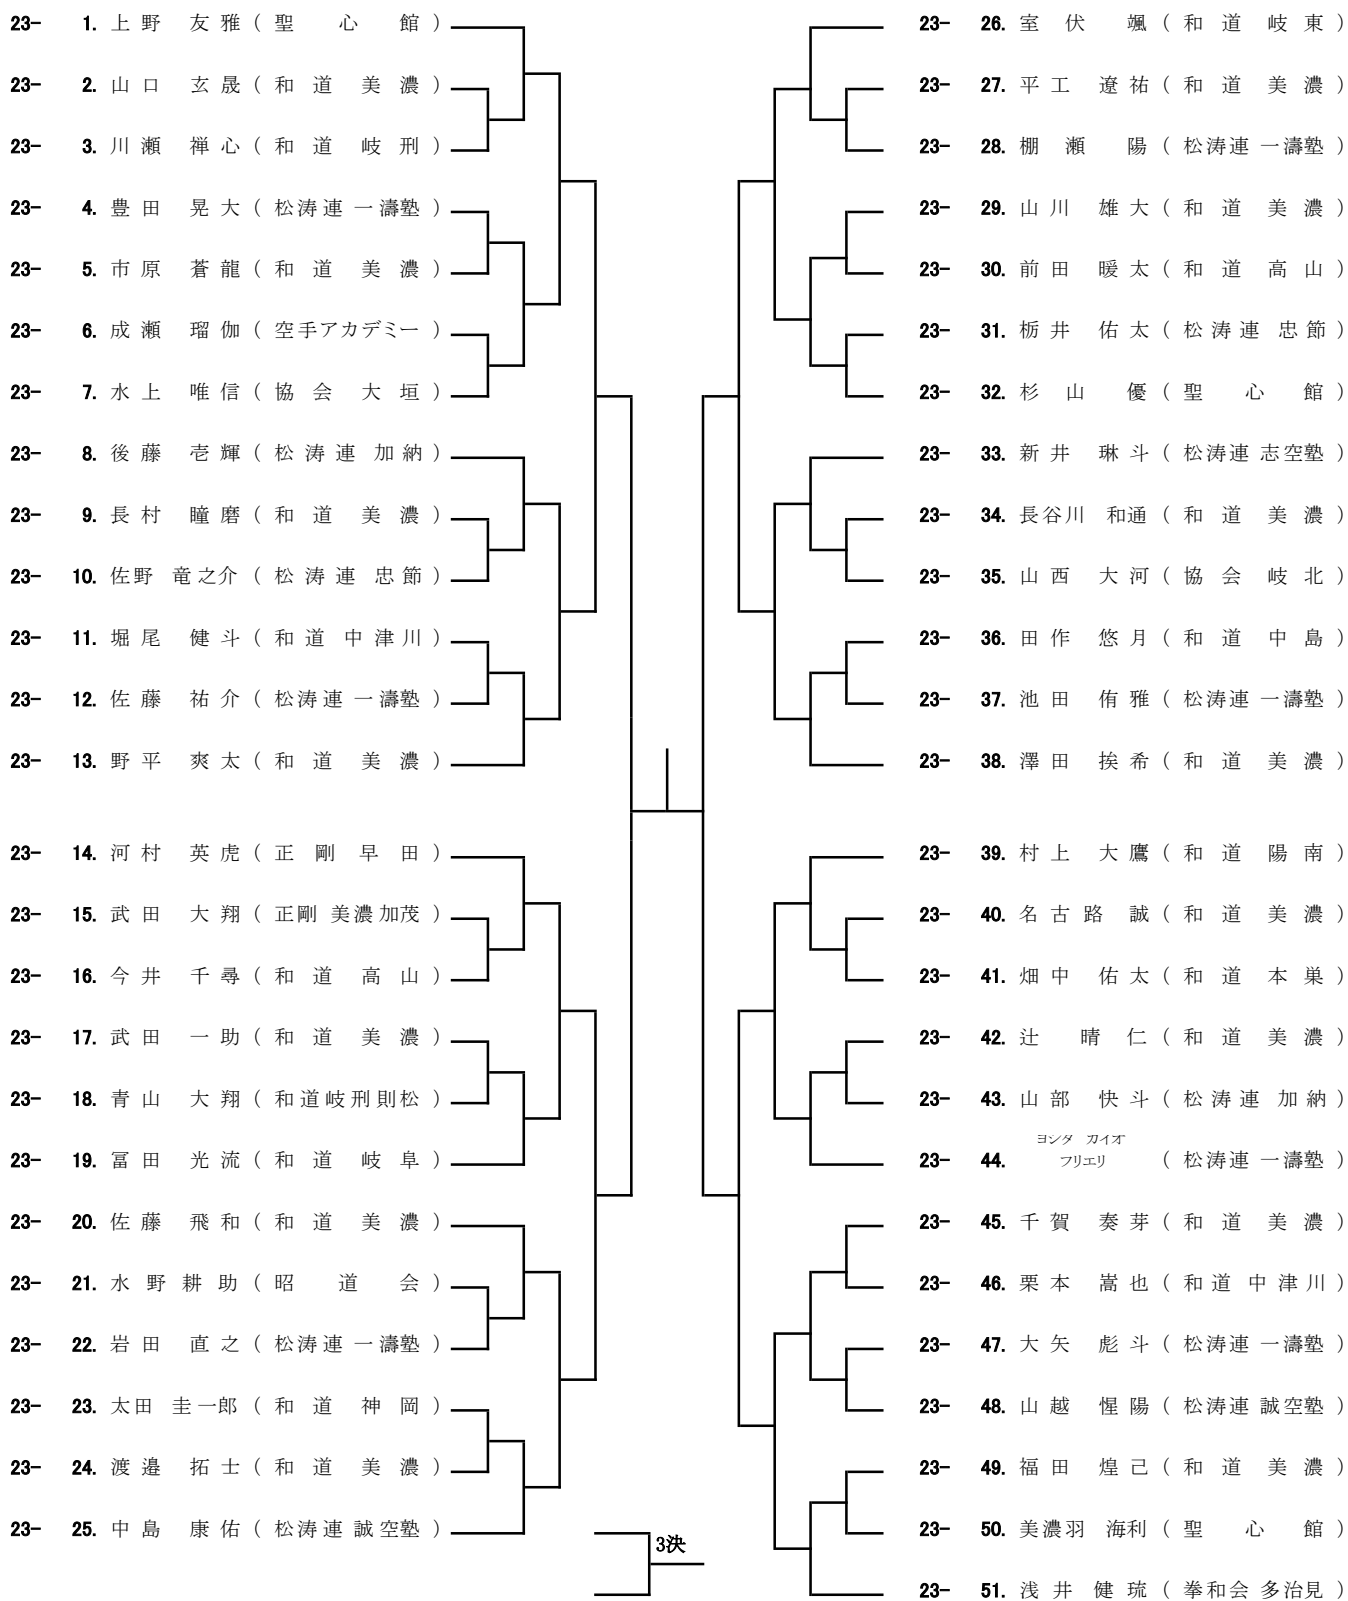 23- 1. 上野 友雅 ( 聖 心 館 )
23- 2. 山口 玄晟 ( 和道 美濃 )
23- 3. 川瀬 禅心 ( 和道 岐刑 )
23- 4. 豊田 晃大 ( 松涛連 一濤塾 )
23- 5. 市原 蒼龍 ( 和道 美濃 )
23- 6. 成瀬 瑠伽 ( 空手アカデミー )
23- 7. 水上 唯信 ( 協会 大垣 )
23- 8. 後藤 壱輝 ( 松涛連 加納 )
23- 9. 長村 瞳磨 ( 和道 美濃 )
23- 10. 佐野 竜之介 ( 松涛連 忠節 )
23- 11. 堀尾 健斗 ( 和道 中津川 )
23- 12. 佐藤 祐介 ( 松涛連 一濤塾 )
23- 13. 野平 爽太 ( 和道 美濃 )
23- 14. 河村 英虎 ( 正剛 早田 )
23- 15. 武田 大翔 ( 正剛 美濃加茂 )
23- 16. 今井 千尋 ( 和道 高山 )
23- 17. 武田 一助 ( 和道 美濃 )
23- 18. 青山 大翔 ( 和道岐刑則松 )
23- 19. 冨田 光流 ( 和道 岐阜 )
23- 20. 佐藤 飛和 ( 和道 美濃 )
23- 21. 水野 耕助 ( 昭 道 会 )
23- 22. 岩田 直之 ( 松涛連 一濤塾 )
23- 23. 太田 圭一郎 ( 和道 神岡 )
23- 24. 渡邉 拓士 ( 和道 美濃 )
23- 25. 中島 康佑 ( 松涛連 誠空塾 )
3決
23- 26. 室伏 颯 ( 和道 岐東 )
23- 27. 平工 遼祐 ( 和道 美濃 )
23- 28. 棚瀬 陽 ( 松涛連 一濤塾 )
23- 29. 山川 雄大 ( 和道 美濃 )
23- 30. 前田 暖太 ( 和道 高山 )
23- 31. 栃井 佑太 ( 松涛連 忠節 )
23- 32. 杉山 優 ( 聖 心 館 )
23- 33. 新井 琳斗 ( 松涛連 志空塾 )
23- 34. 長谷川 和通 ( 和道 美濃 )
23- 35. 山西 大河 ( 協会 岐北 )
23- 36. 田作 悠月 ( 和道 中島 )
23- 37. 池田 侑雅 ( 松涛連 一濤塾 )
23- 38. 澤田 挨希 ( 和道 美濃 )
23- 39. 村上 大鷹 ( 和道 陽南 )
23- 40. 名古路 誠 ( 和道 美濃 )
23- 41. 畑中 佑太 ( 和道 本巣 )
23- 42. 辻 晴仁 ( 和道 美濃 )
23- 43. 山部 快斗 ( 松涛連 加納 )
ヨシダ カイオ
23- 44. フリエリ ( 松涛連 一濤塾 )
23- 45. 千賀 奏芽 ( 和道 美濃 )
23- 46. 栗本 嵩也 ( 和道 中津川 )
23- 47. 大矢 彪斗 ( 松涛連 一濤塾 )
23- 48. 山越 惺陽 ( 松涛連 誠空塾 )
23- 49. 福田 煌己 ( 和道 美濃 )
23- 50. 美濃羽 海利 ( 聖 心 館 )
23- 51. 浅井 健琉 ( 拳和会 多治見 )